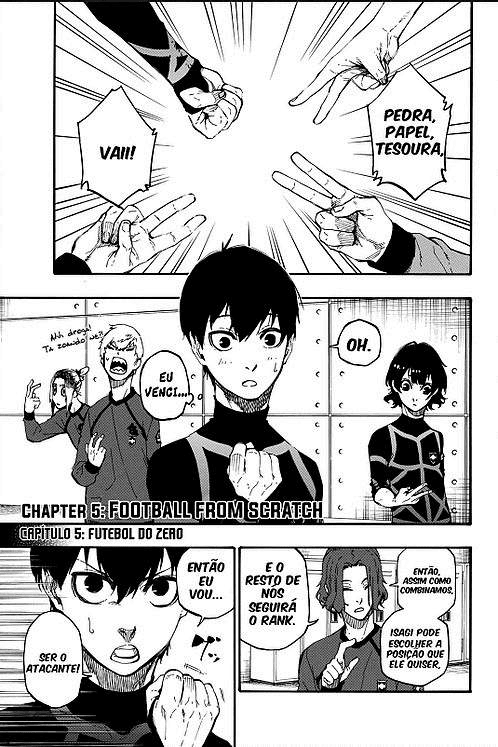 PEDRA,
PAPEL,
TESOURA,
VAII!
OH.
EU
VENCI...
Ahh droga!
Tá zoando né?!
CHAPTER 5: FOOTBALL FROM SCRATCH
CAPÍTULO 5: FUTEBOL DO ZERO
ENTÃO,
ASSIM COMO
COMBINAMOS,
ISAGI PODE
ESCOLHER A
POSIÇÃO QUE
ELE QUISER,
E O
RESTO DE
NÓS
SEGUIRÁ
O RANK.
ENTÃO
EU
VOU...
SER O
ATACANTE!